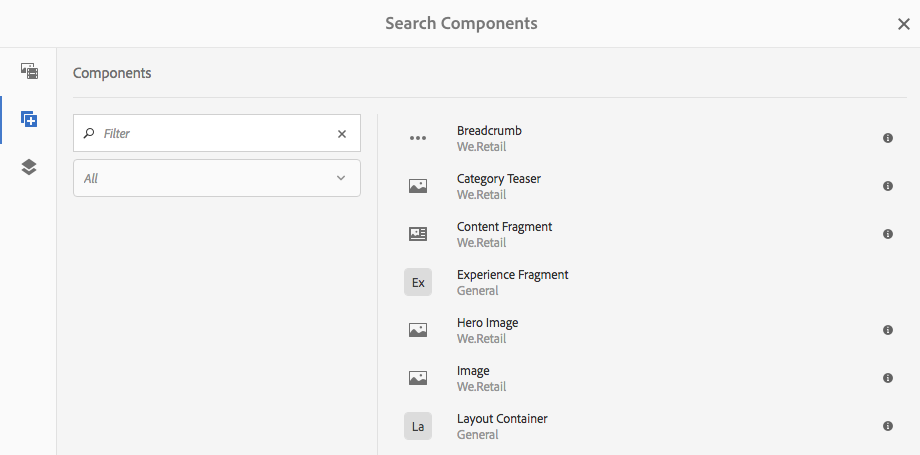 Search Components
Components
Filter
All
Breadcrumb
We.Retail
Category Teaser
We.Retail
Content Fragment
We.Retail
Ex
Experience Fragment
General
Hero Image
We.Retail
Image
We.Retail
La
Layout Container
General